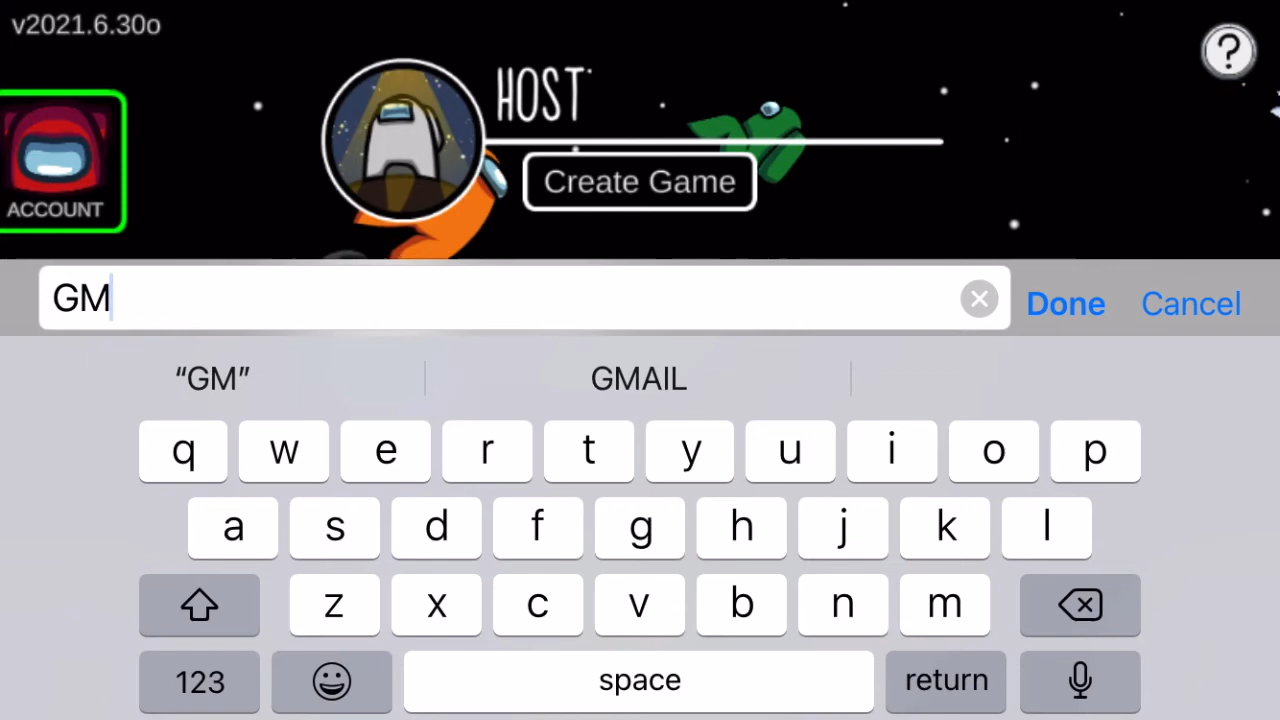 v2021.6.30o
?
HOST
Create Game
ACCOUNT
GM
Done Cancel
“GM” GMAIL
q w e r t y u i o p
a s d f g h j k l
z x c v b n m
123 space return